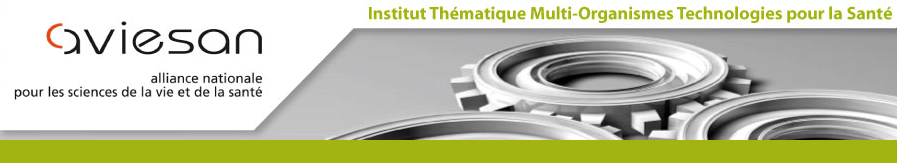 Institut Thématique Multi-Organismes Technologies pour la Santé
aviesan
alliance nationale
pour les sciences de la vie et de la santé